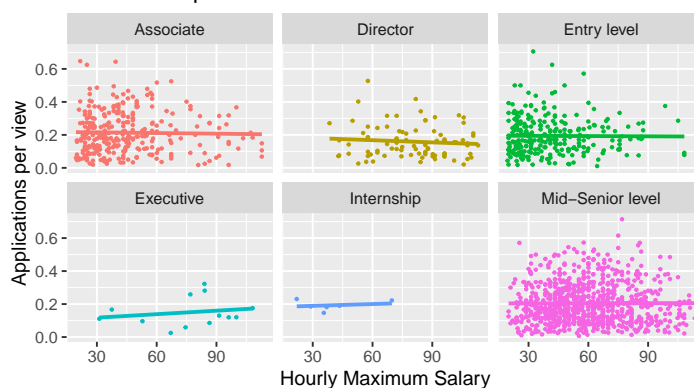 Associate
Director
Entry level
Applications per view
0.6
0.4
0.2
0.0
Executive
Internship
Mid−Senior level
0.6
0.4
0.2
0.0
30
60
90
30
60
90
30
60
90
Hourly Maximum Salary